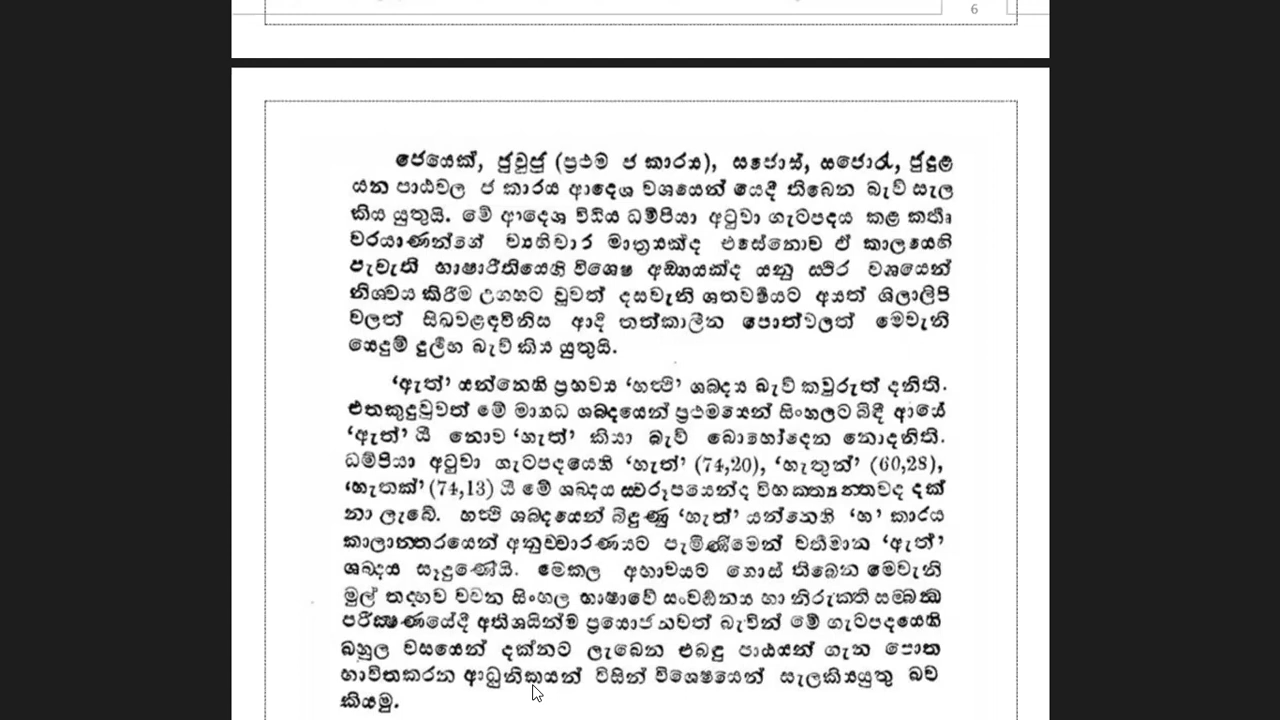 6
ජෙයෙක්, ජුවුජු (ප්‍රථම ජ කාරය), සජොස්, සජොරු, ජුදුළ
යන පාඨවල ජ කාරය ආදෙශ වශයෙන් යෙදී තිබෙන බැව් සැල
කිය යුතුයි. මේ ආදෙශ විධිය ධම්පියා අටුවා ගැටපදය කළ කර්තෘ
වරයාණන්ගේ ව්‍යභිචාර මාත්‍රයක්ද එසේනොව ඒ කාලයෙහි
පැවැති භාෂාරීතියෙහි විශෙෂ අඞ්ගයක්ද යනු ස්ථිර වශයෙන්
නිශ්චය කිරීම උගහට වූවත් දසවැනි ශතවර්ෂයට අයත් ශිලාලිපි
වලත් සිඛවළඳවිනිස ආදි තත්කාලීන පොත්වලත් මෙවැනි
යෙදුම් දුර්ලභ බැව් කිය යුතුයි.
‘ඇත්’ යන්නෙහි ප්‍රභවය ‘හත්ථි’ ශබ්දය බැව් කවුරුත් දනිති.
එතකුදුවුවත් මේ මාගධ ශබ්දයෙන් ප්‍රථමයෙන් සිංහලට බිඳී ආයේ
‘ඇත්’ යී නොව ‘හැත්’ කියා බැව් බොහෝදෙන නොදනිති.
ධම්පියා අටුවා ගැටපදයෙහි ‘හැත්’ (74,20), ‘හැතුන්’ (60,28),
‘හැතක්’ (74,13) යී මේ ශබ්දය ස්වරූපයෙන්ද විභක්ත්‍යන්තවද දක්
නා ලැබේ. හත්ථි ශබ්දයෙන් බිඳුණු ‘හැත්’ යන්නෙහි ‘හ’ කාරය
කාලාන්තරයෙන් අනුච්චාරණයට පැමිණීමෙන් වර්තමාන ‘ඇත්’
ශබ්දය සෑදුණේයි. මෙකල අභාවයට ගොස් තිබෙන මෙවැනි
මුල් තද්භව වචන සිංහල භාෂාවේ සංවර්ඞනය හා නිරුක්ති සම්බන්ධ
පරීක්ෂණයේදී අතිශයින්ම ප්‍රයොජනවත් බැවින් මේ ගැටපදයෙහි
බහුල වසයෙන් දක්නට ලැබෙන එබඳු පාඨයන් ගැන පොත
භාවිතකරන ආධුනිකයන් විසින් විශෙෂයෙන් සැලකියයුතු බව
කියමු.